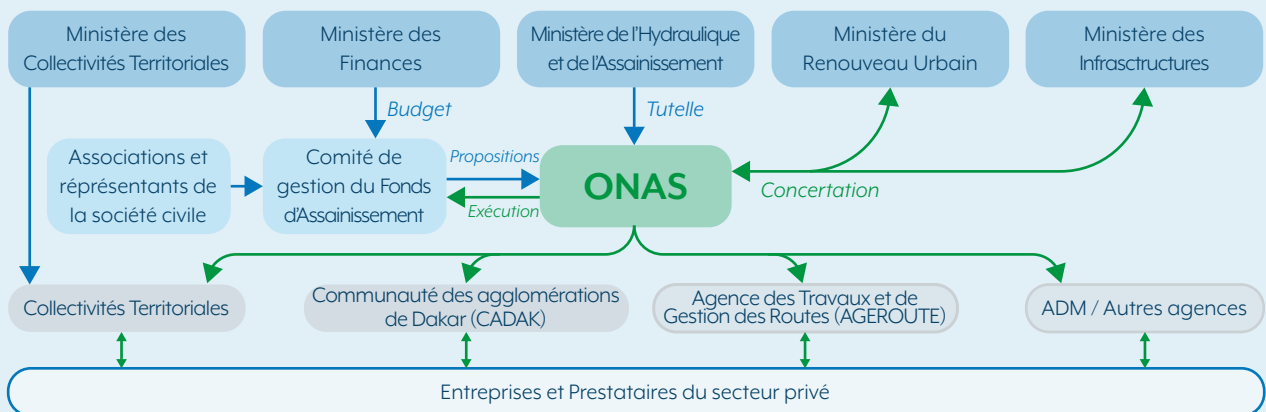 Ministère des
Collectivités Territoriales
Ministère des
Finances
Ministère de l'Hydraulique
et de l'Assainissement
Ministère du
Renouveau Urbain
Ministère des
Infrasctructures
Budget
Tutelle
Associations et
réprésentants de
la société civile
Comité de
gestion du Fonds
d'Assainissement
Propositions
Exécution
ONAS
Concertation
Collectivités Territoriales
Communauté des agglomérations
de Dakar (CADAK)
Agence des Travaux et de
Gestion des Routes (AGEROUTE)
ADM / Autres agences
Entreprises et Prestataires du secteur privé